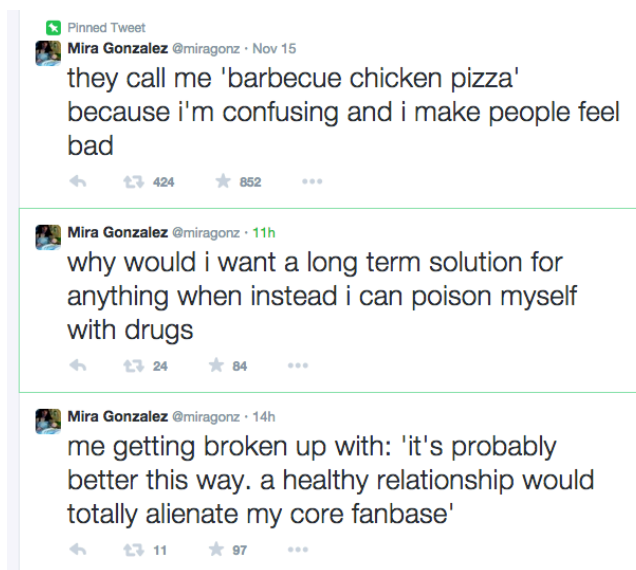 Pinned Tweet
Mira Gonzalez @miragonz · Nov 15
they call me 'barbecue chicken pizza'
because i'm confusing and i make people feel
bad
424 852
Mira Gonzalez @miragonz · 11h
why would i want a long term solution for
anything when instead i can poison myself
with drugs
24 84
Mira Gonzalez @miragonz · 14h
me getting broken up with: 'it's probably
better this way. a healthy relationship would
totally alienate my core fanbase'
11 97